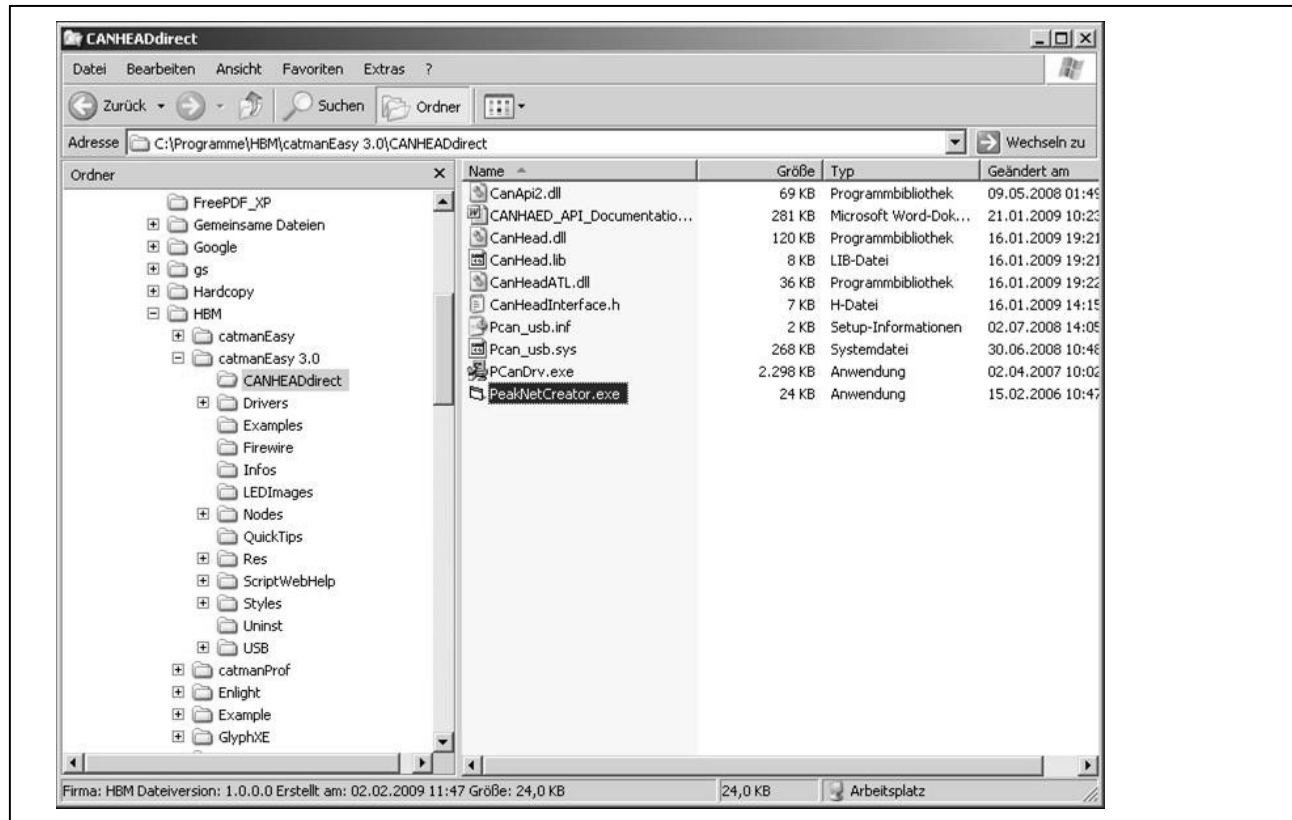 CANHEADdirect
Datei Bearbeiten Ansicht Favoriten Extras ?
Zurück Suchen Ordner
Adresse C:\Programme\HBM\catmanEasy 3.0\CANHEADdirect Wechseln zu
Ordner
FreePDF_XP
Gemeinsame Dateien
Google
gs
Hardcopy
HBM
catmanEasy
catmanEasy 3.0
CANHEADdirect
Drivers
Examples
Firewire
Infos
LEDImages
Nodes
QuickTips
Res
ScriptWebHelp
Styles
Uninst
USB
catmanProf
Enlight
Example
GlyphXE
Name Größe Typ Geändert am
CanApi2.dll 69 KB Programmbibliothek 09.05.2008 01:49
CANHAED_API_Documentatio... 281 KB Microsoft Word-Dok... 21.01.2009 10:23
CanHead.dll 120 KB Programmbibliothek 16.01.2009 19:21
CanHead.lib 8 KB LIB-Datei 16.01.2009 19:21
CanHeadATL.dll 36 KB Programmbibliothek 16.01.2009 19:22
CanHeadInterface.h 7 KB H-Datei 16.01.2009 14:15
Pcan_usb.inf 2 KB Setup-Informationen 02.07.2008 14:05
Pcan_usb.sys 268 KB Systemdatei 30.06.2008 10:48
PCanDrv.exe 2.298 KB Anwendung 02.04.2007 10:02
PeakNetCreator.exe 24 KB Anwendung 15.02.2006 10:47
Firma: HBM Dateiversion: 1.0.0.0 Erstellt am: 02.02.2009 11:47 Größe: 24,0 KB 24,0 KB Arbeitsplatz